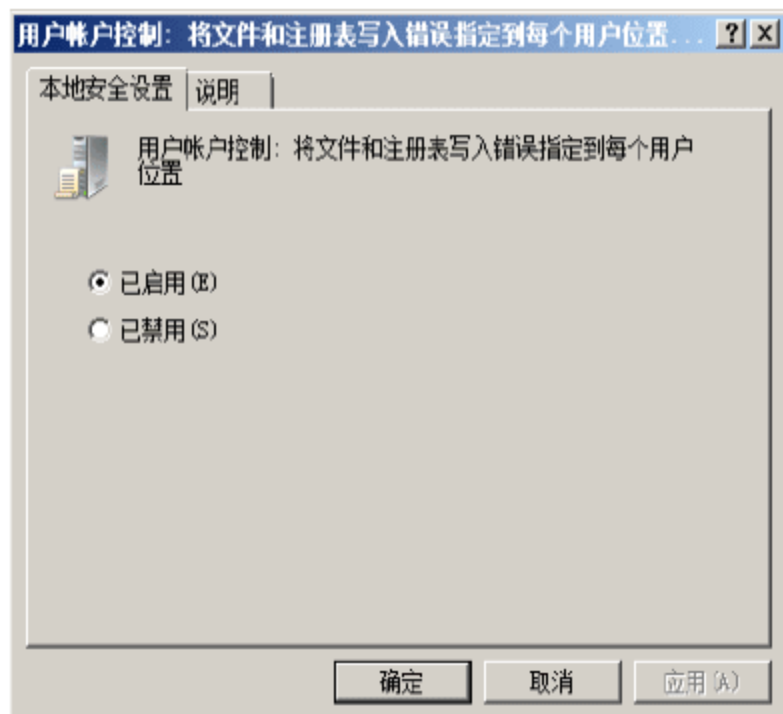 用户帐户控制: 将文件和注册表写入错误指定到每个用户位置...
本地安全设置 说明
用户帐户控制: 将文件和注册表写入错误指定到每个用户
位置
已启用(E)
已禁用(S)
确定 取消 应用(A)